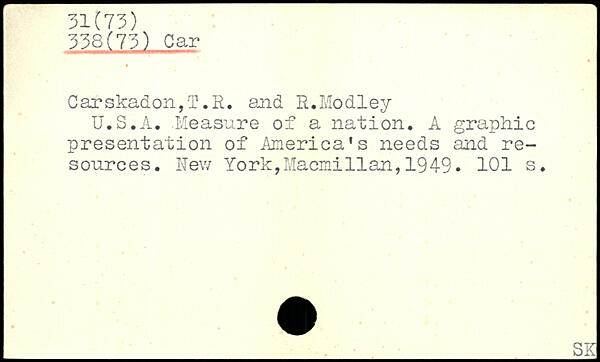 31(73)
338(73) Car
Carskadon,T.R. and R.Modley
U.S.A. Measure of a nation. A graphic
presentation of America's needs and re-
sources. New York,Macmillan,1949. 101 s.
SK